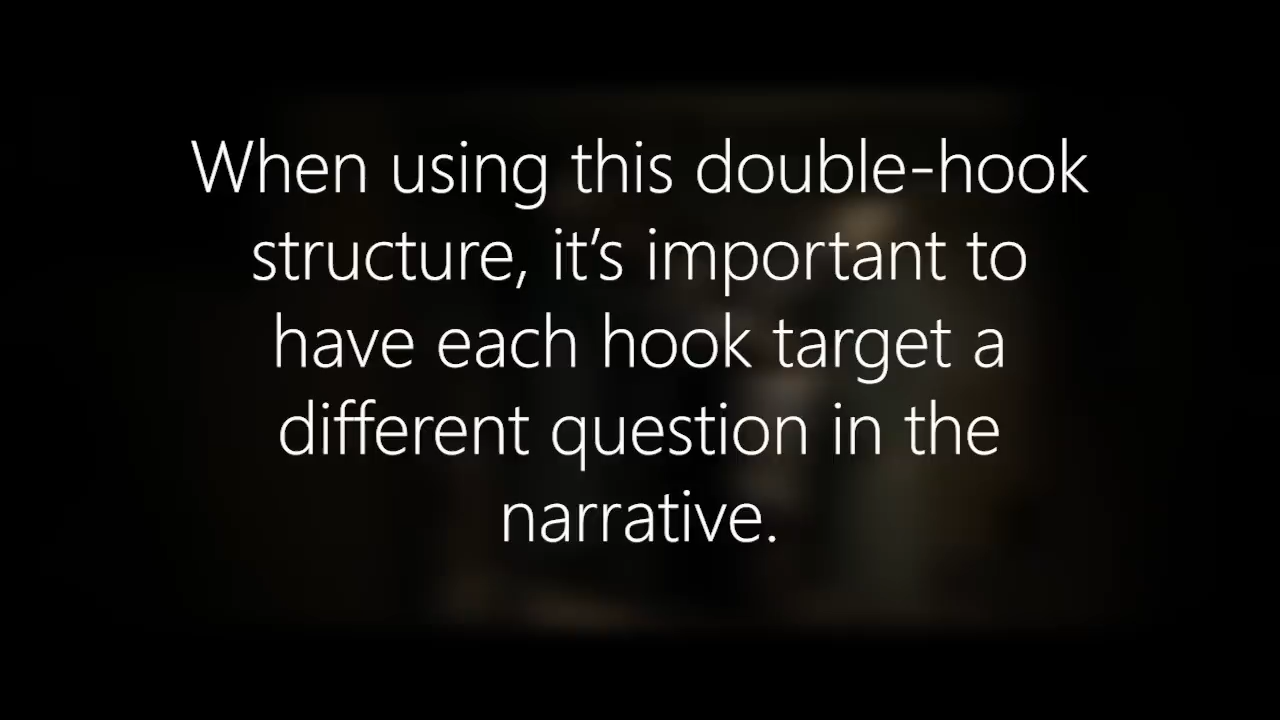 When using this double-hook
structure, it’s important to
have each hook target a
different question in the
narrative.